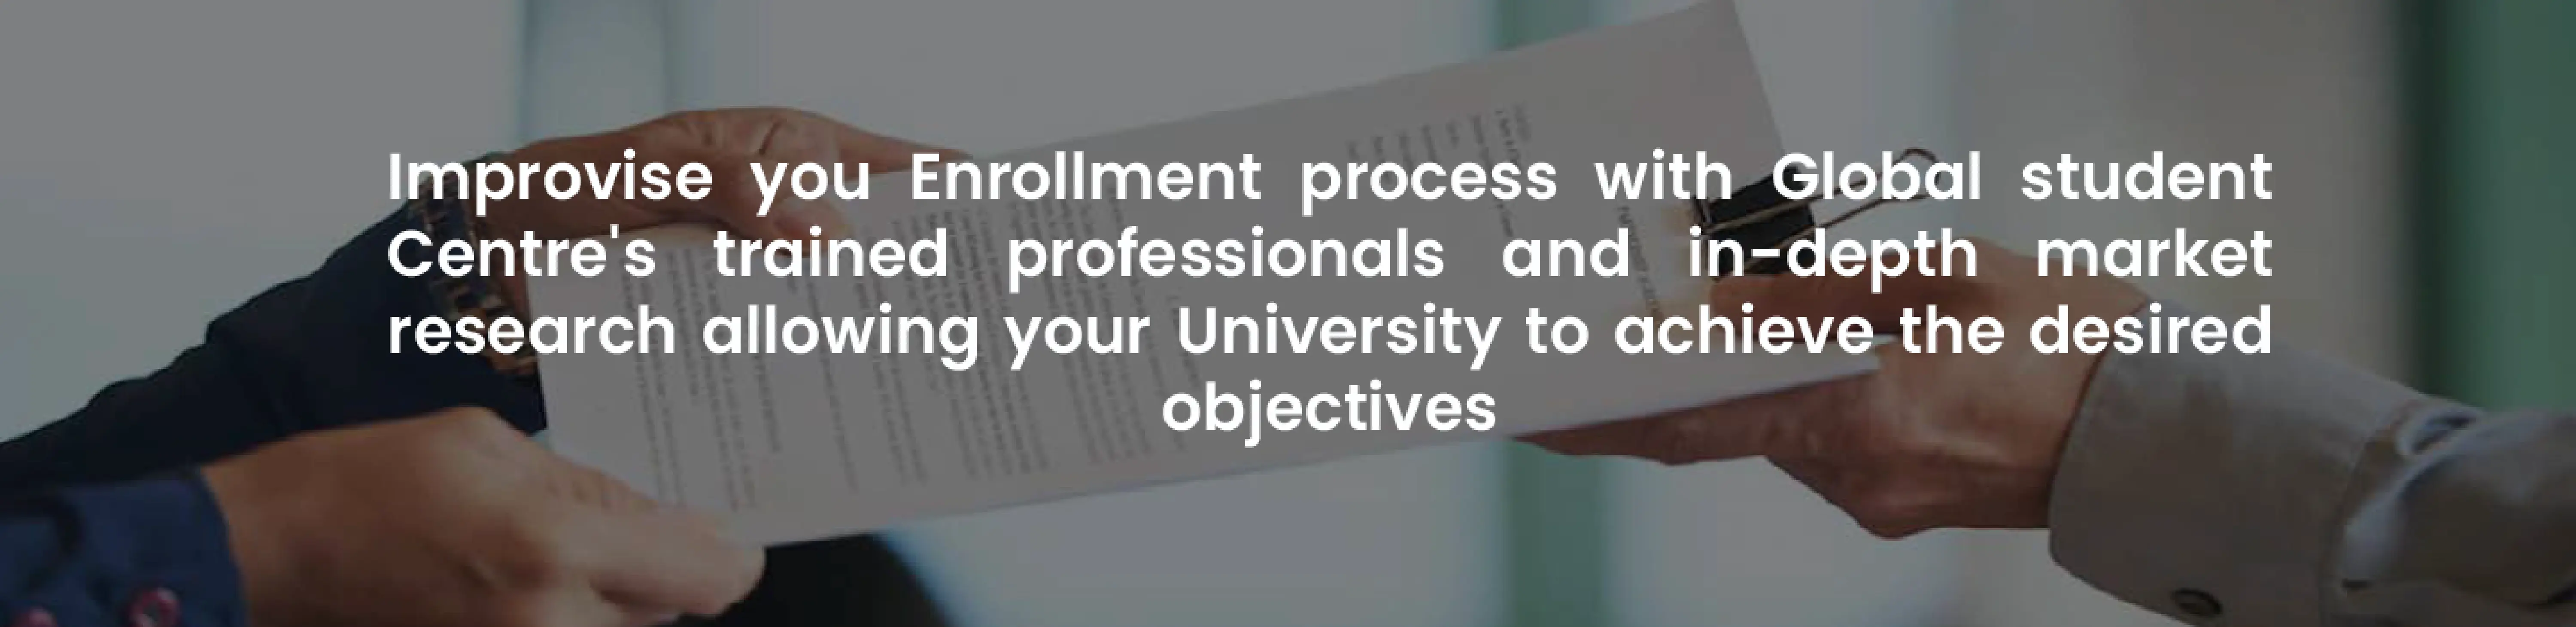 Improvise you Enrollment process with Global student
Centre's trained professionals and in-depth market
research allowing your University to achieve the desired
objectives